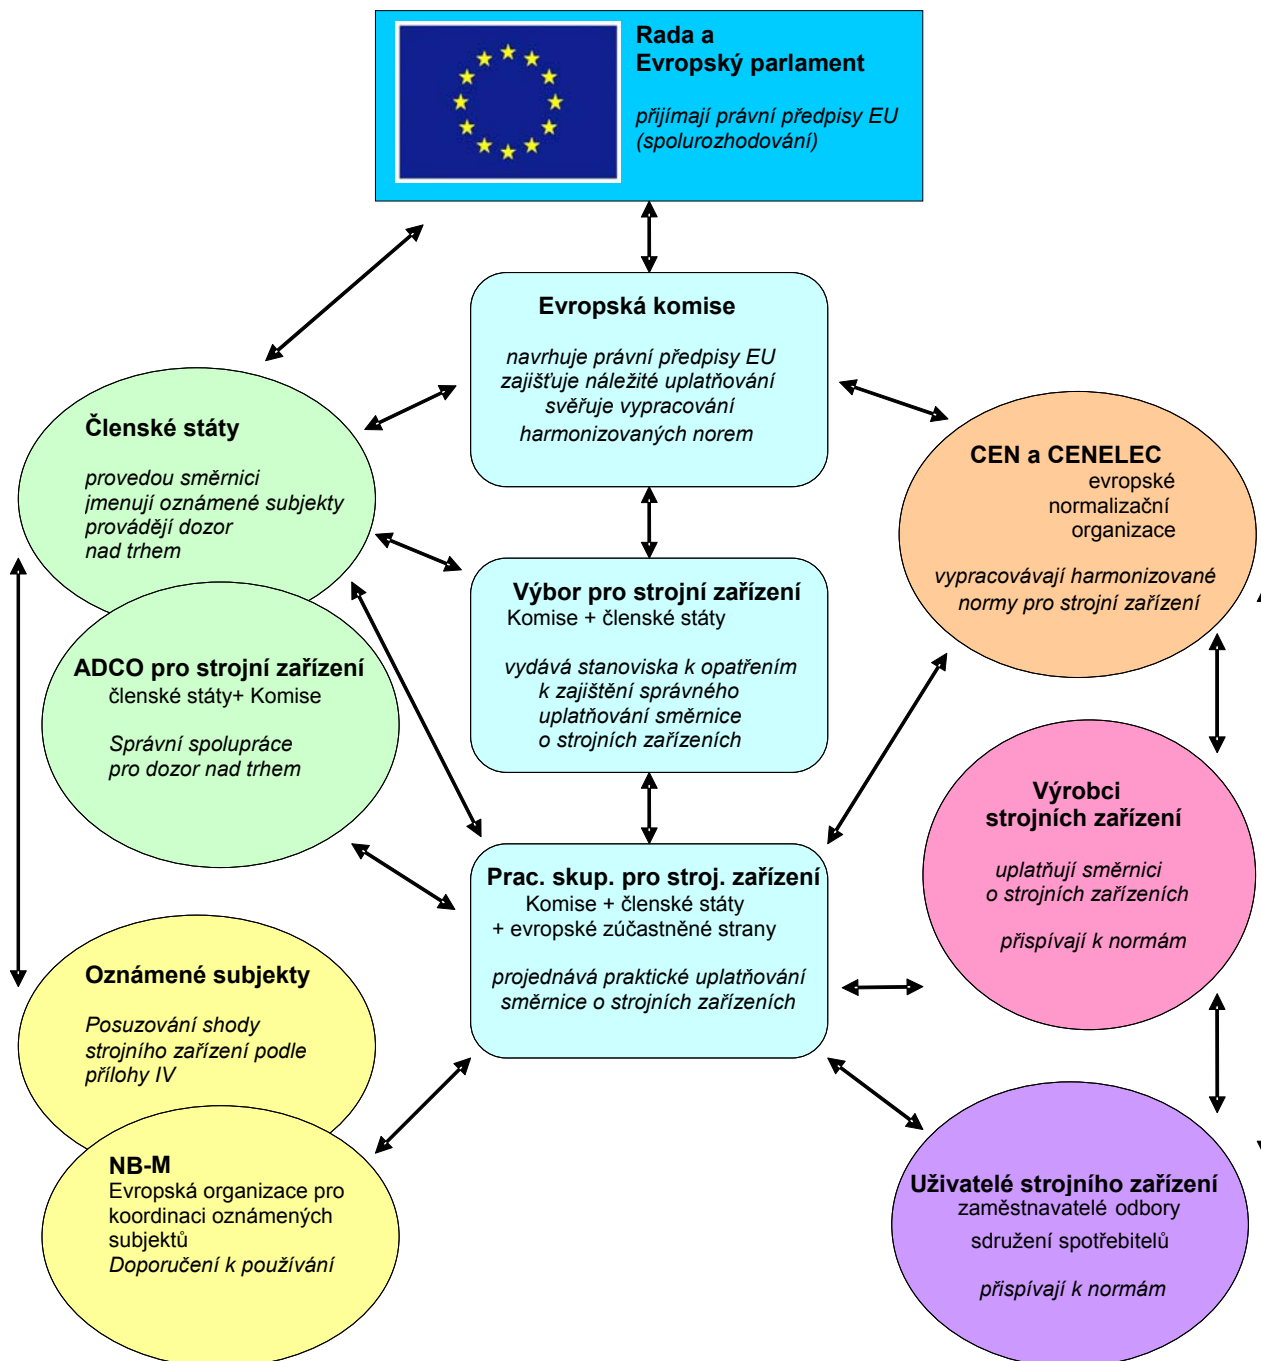 Rada a
Evropský parlament
přijímají právní předpisy EU
(spolurozhodování)
Evropská komise
navrhuje právní předpisy EU
zajišťuje náležité uplatňování
svěřuje vypracování
harmonizovaných norem
Členské státy
provedou směrnici
jmenují oznámené subjekty
provádějí dozor
nad trhem
CEN a CENELEC
evropské
normalizační
organizace
vypracovávají harmonizované
normy pro strojní zařízení
Výbor pro strojní zařízení
Komise + členské státy
vydává stanoviska k opatřením
k zajištění správného
uplatňování směrnice
o strojních zařízeních
ADCO pro strojní zařízení
členské státy+ Komise
Správní spolupráce
pro dozor nad trhem
Výrobci
strojních zařízení
uplatňují směrnici
o strojních zařízeních
přispívají k normám
Prac. skup. pro stroj. zařízení
Komise + členské státy
+ evropské zúčastněné strany
projednává praktické uplatňování
směrnice o strojních zařízeních
Oznámené subjekty
Posuzování shody
strojního zařízení podle
přílohy IV
NB-M
Evropská organizace pro
koordinaci oznámených
subjektů
Doporučení k používání
Uživatelé strojního zařízení
zaměstnavatelé odbory
sdružení spotřebitelů
přispívají k normám